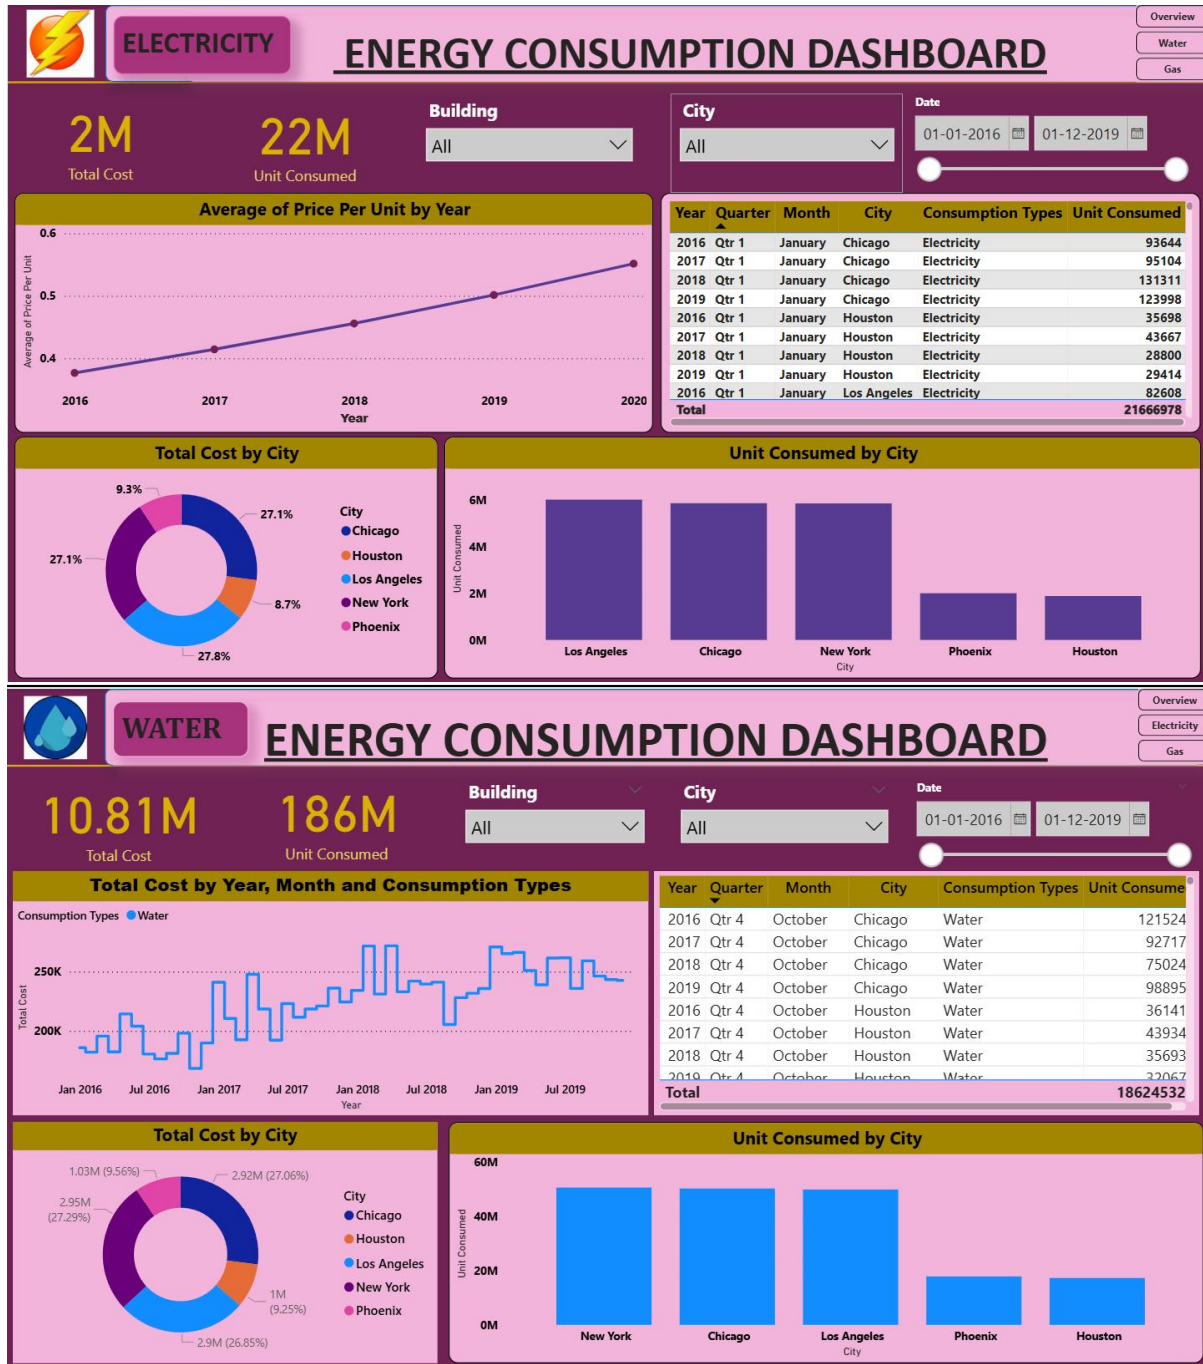 ELECTRICITY
ENERGY CONSUMPTION DASHBOARD
Overview
Water
Gas
2M
Total Cost
22M
Unit Consumed
Building
All
City
All
Date
01-01-2016 01-12-2019
Average of Price Per Unit by Year
Average of Price Per Unit
0.6
0.5
0.4
2016 2017 2018 2019 2020
Year
Year Quarter Month City Consumption Types Unit Consumed
2016 Qtr 1 January Chicago Electricity 93644
2017 Qtr 1 January Chicago Electricity 95104
2018 Qtr 1 January Chicago Electricity 131311
2019 Qtr 1 January Chicago Electricity 123998
2016 Qtr 1 January Houston Electricity 35698
2017 Qtr 1 January Houston Electricity 43667
2018 Qtr 1 January Houston Electricity 28800
2019 Qtr 1 January Houston Electricity 29414
2016 Qtr 1 January Los Angeles Electricity 82608
Total 21666978
Total Cost by City
9.3%
27.1%
27.1%
8.7%
27.8%
City
Chicago
Houston
Los Angeles
New York
Phoenix
Unit Consumed by City
Unit Consumed
6M
4M
2M
0M
Los Angeles Chicago New York Phoenix Houston
City
WATER
ENERGY CONSUMPTION DASHBOARD
Overview
Electricity
Gas
10.81M
Total Cost
186M
Unit Consumed
Building
All
City
All
Date
01-01-2016 01-12-2019
Total Cost by Year, Month and Consumption Types
Consumption Types Water
Total Cost
250K
200K
Jan 2016 Jul 2016 Jan 2017 Jul 2017 Jan 2018 Jul 2018 Jan 2019 Jul 2019
Year
Year Quarter Month City Consumption Types Unit Consume
2016 Qtr 4 October Chicago Water 121524
2017 Qtr 4 October Chicago Water 92717
2018 Qtr 4 October Chicago Water 75024
2019 Qtr 4 October Chicago Water 98895
2016 Qtr 4 October Houston Water 36141
2017 Qtr 4 October Houston Water 43934
2018 Qtr 4 October Houston Water 35693
2019 Qtr 4 October Houston Water 32067
Total 18624532
Total Cost by City
1.03M (9.56%)
2.92M (27.06%)
2.95M
(27.29%)
1M
(9.25%)
2.9M (26.85%)
City
Chicago
Houston
Los Angeles
New York
Phoenix
Unit Consumed by City
Unit Consumed
60M
40M
20M
0M
New York Chicago Los Angeles Phoenix Houston
City